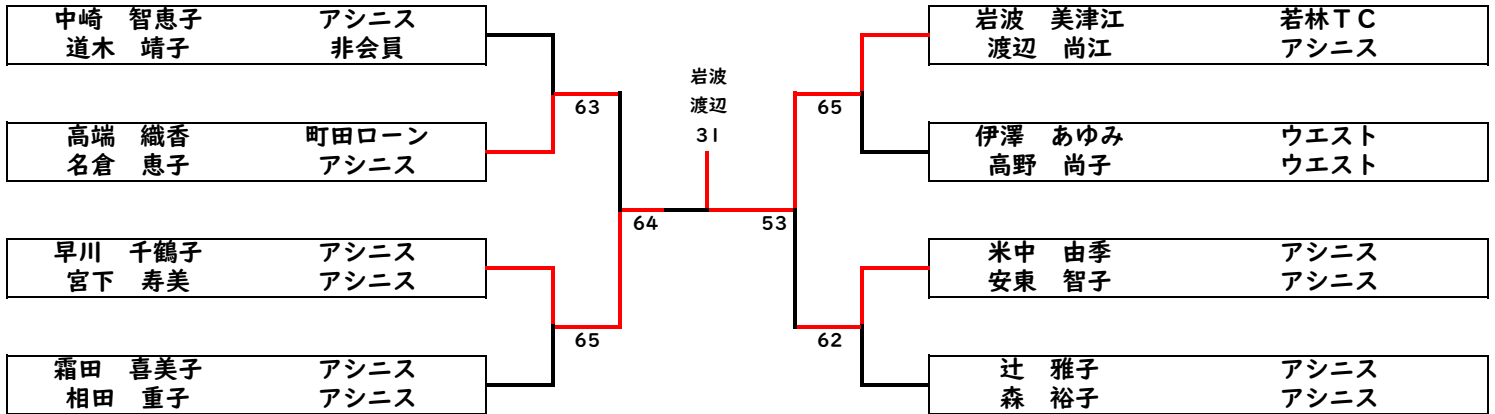 中崎　智恵子　アシニス
道木　靖子　非会員
高端　織香　町田ローン
名倉　恵子　アシニス
早川　千鶴子　アシニス
宮下　寿美　アシニス
霜田　喜美子　アシニス
相田　重子　アシニス
63
65
64
岩波
渡辺
31
53
65
62
岩波　美津江　若林ＴＣ
渡辺　尚江　アシニス
伊澤　あゆみ　ウエスト
高野　尚子　ウエスト
米中　由季　アシニス
安東　智子　アシニス
辻　雅子　アシニス
森　裕子　アシニス